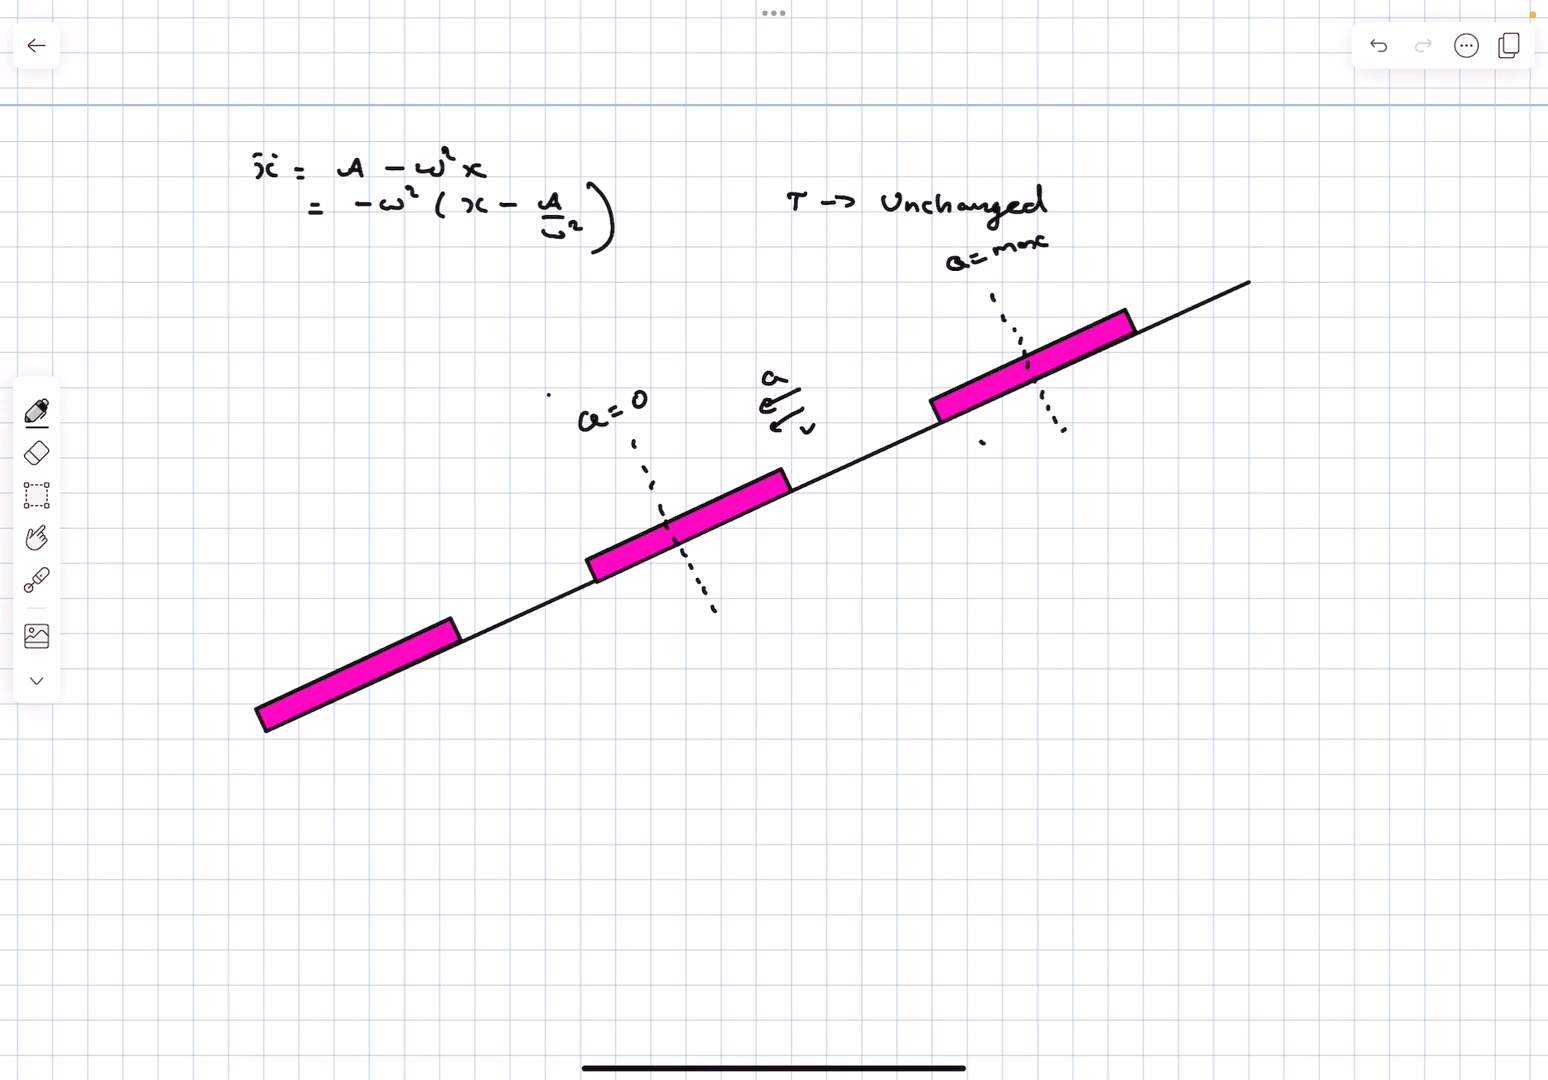 ẍ = A - ω²x
= -ω² ( x - A/ω² )
T -> Unchanged
a = max
a = 0
a
v